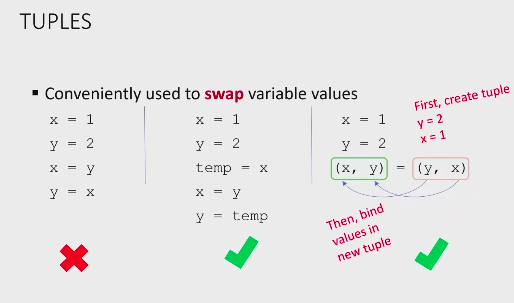 TUPLES
▪ Conveniently used to swap variable values
x = 1
y = 2
x = y
y = x
x = 1
y = 2
temp = x
x = y
y = temp
x = 1
y = 2
(x, y) = (y, x)
First, create tuple
y = 2
x = 1
Then, bind
values in
new tuple